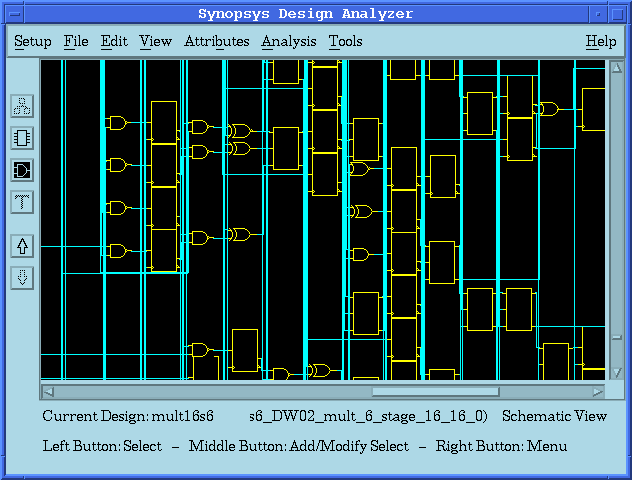 Synopsys Design Analyzer
Setup File Edit View Attributes Analysis Tools Help
Current Design: mult16s6 s6_DW02_mult_6_stage_16_16_0) Schematic View
Left Button: Select – Middle Button: Add/Modify Select – Right Button: Menu